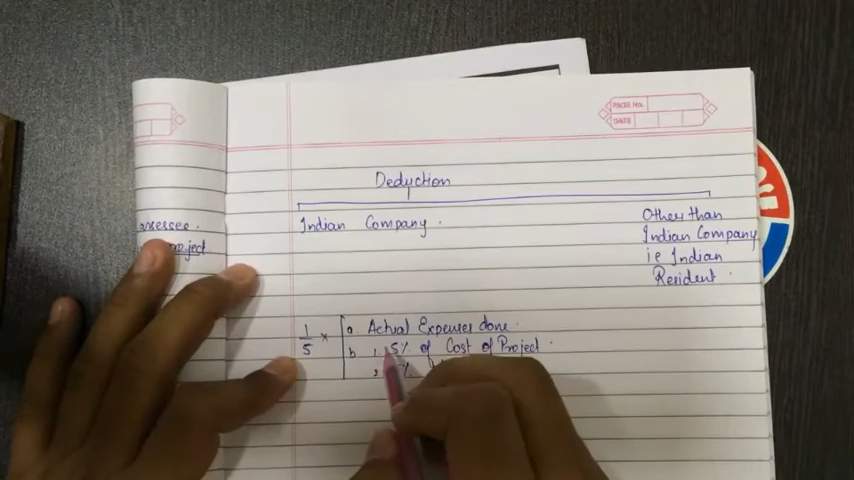 PAGE No.
DATE
Deduction
assessee.
project
Indian Company.
Other than
Indian Company
ie Indian
Resident.
1/5 × a. Actual Expenses done.
b 1. 5% of Cost of Project.
2. %